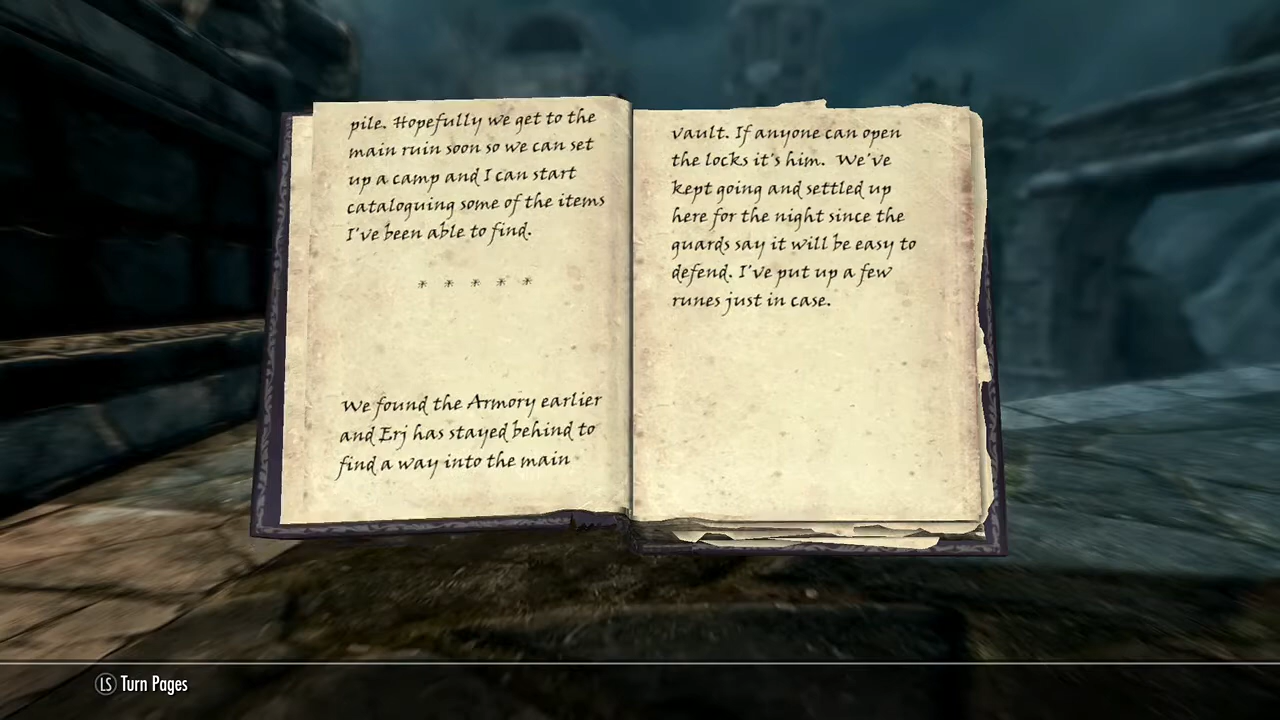 pile. Hopefully we get to the
main ruin soon so we can set
up a camp and I can start
cataloguing some of the items
I've been able to find.
* * * * *
We found the Armory earlier
and Erj has stayed behind to
find a way into the main
vault. If anyone can open
the locks it's him. We've
kept going and settled up
here for the night since the
guards say it will be easy to
defend. I've put up a few
runes just in case.
LS Turn Pages